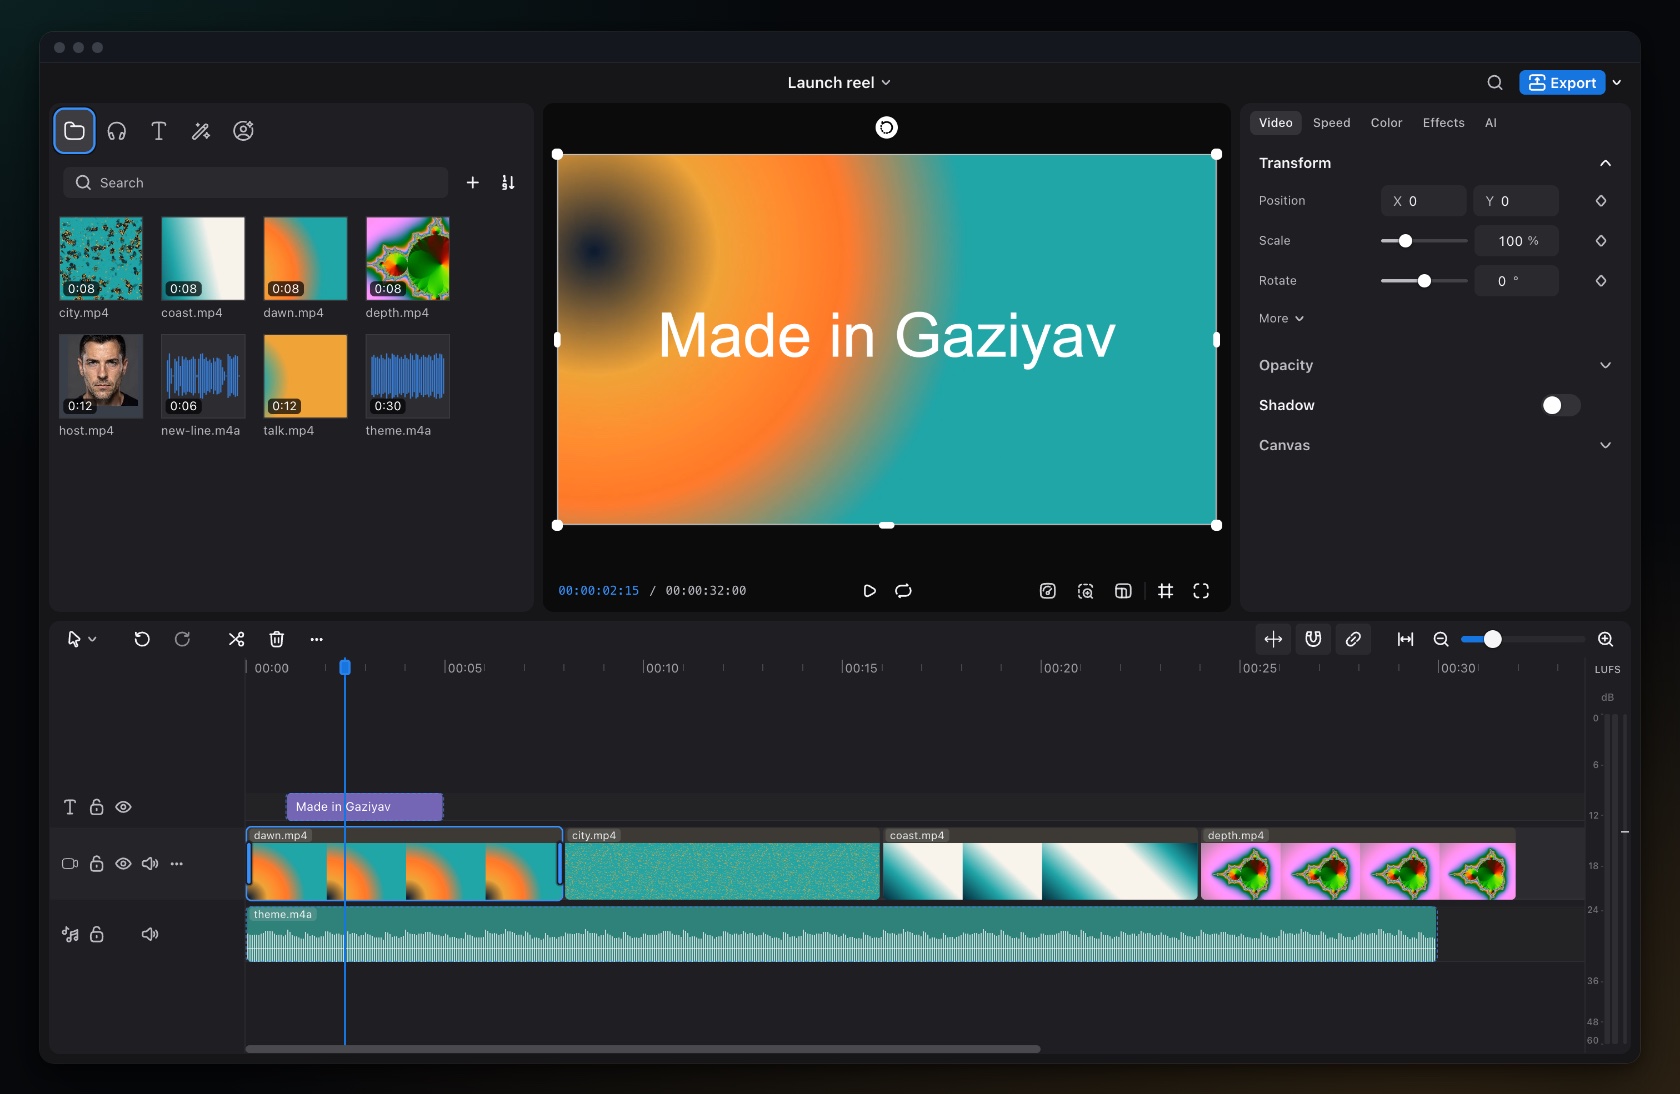 Launch reel
Export
Search
0:08
0:08
0:08
0:08
city.mp4
coast.mp4
dawn.mp4
depth.mp4
0:12
0:06
0:12
0:30
host.mp4
new-line.m4a
talk.mp4
theme.m4a
Made in Gaziyav
00:00:02:15 / 00:00:32:00
Video Speed Color Effects AI
Transform
Position X 0 Y 0
Scale 100 %
Rotate 0 °
More
Opacity
Shadow
Canvas
00:00 00:05 00:10 00:15 00:20 00:25 00:30
LUFS
dB
0
6
12
18
24
36
48
60
Made in Gaziyav
dawn.mp4
city.mp4
coast.mp4
depth.mp4
theme.m4a